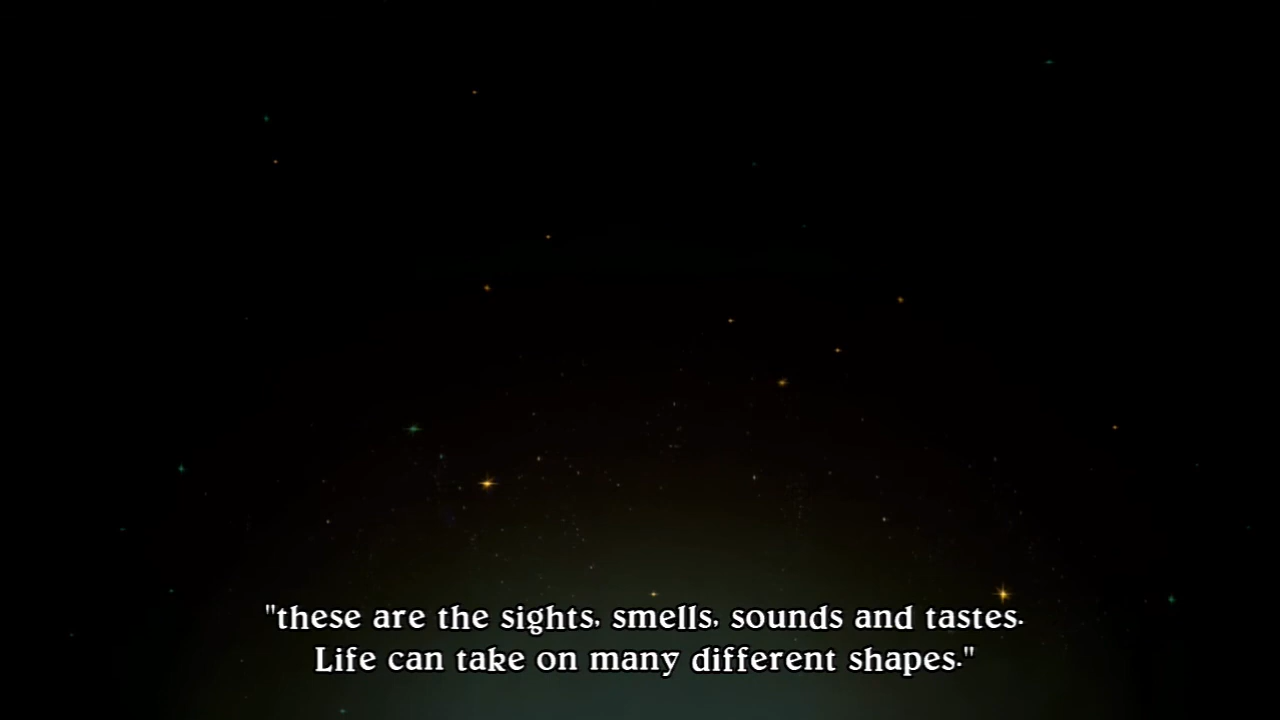 "these are the sights, smells, sounds and tastes.
Life can take on many different shapes."